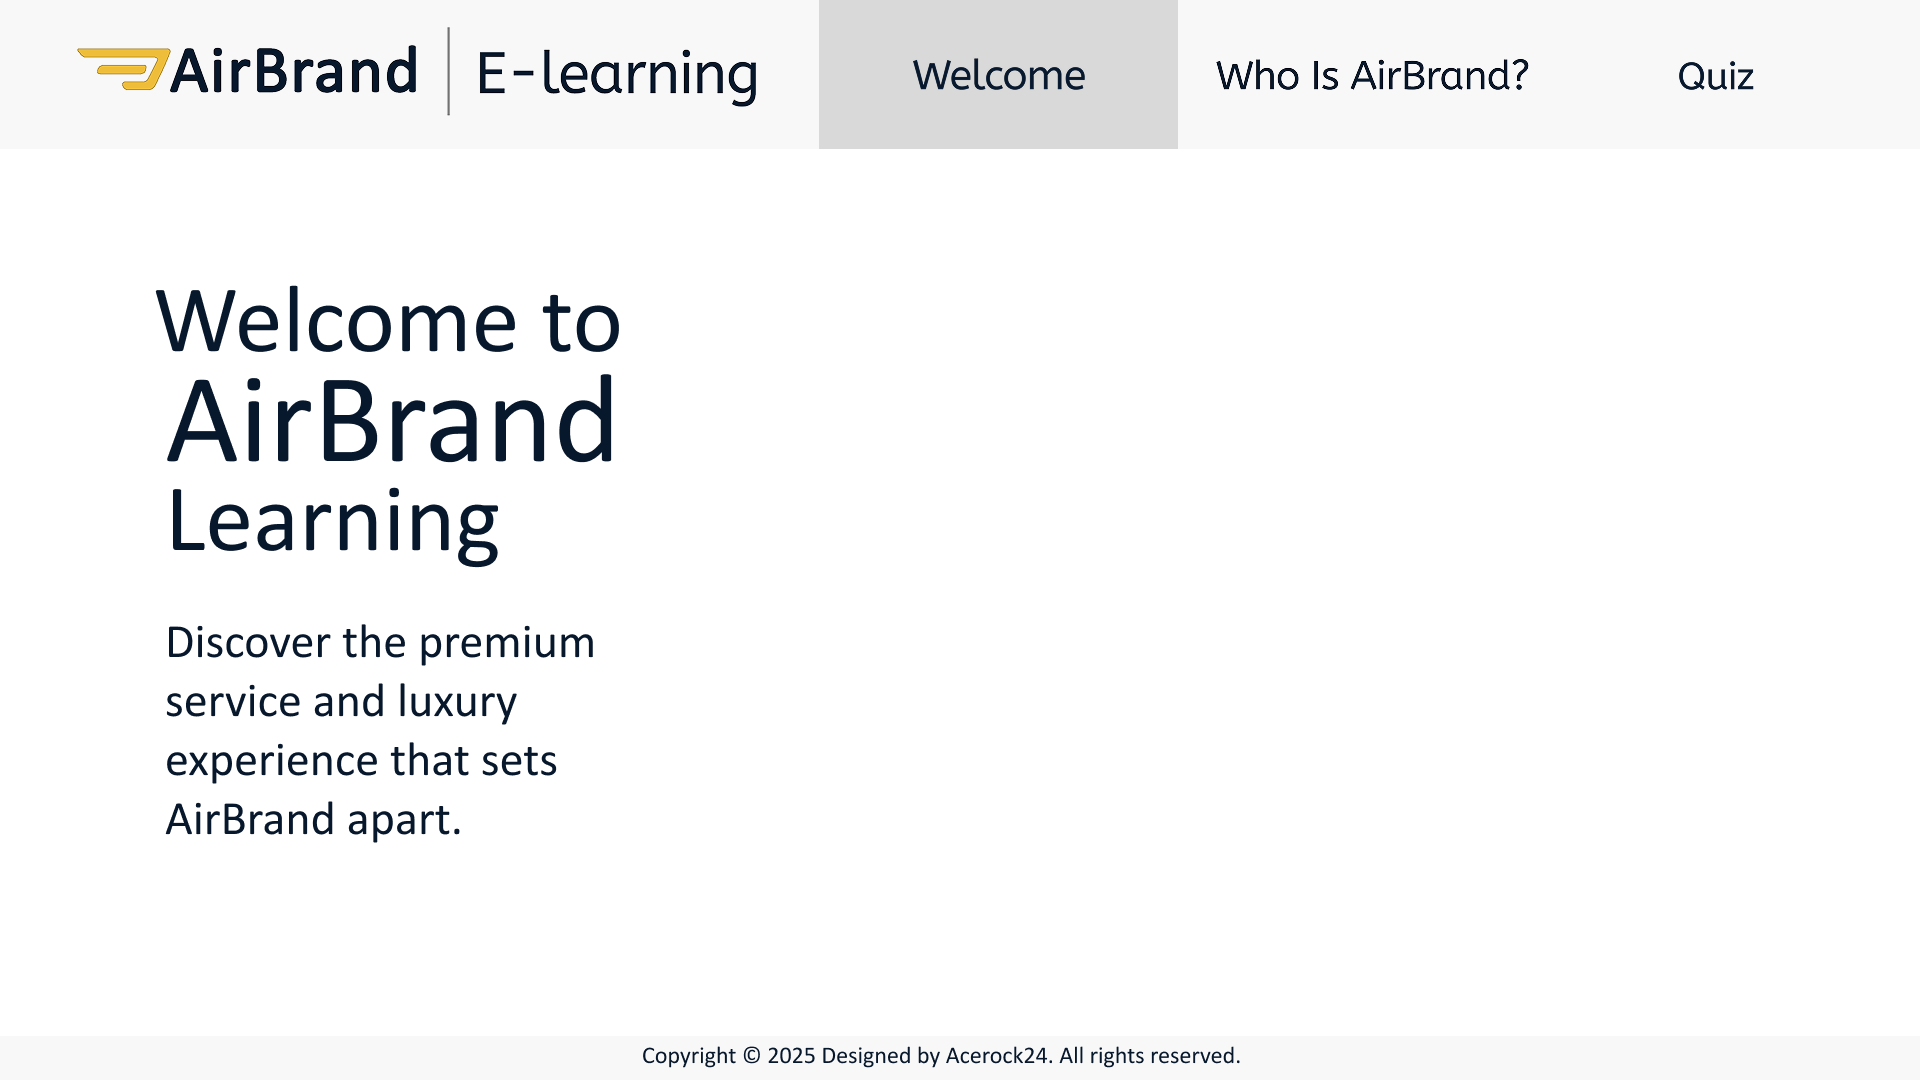 AirBrand
E-learning
Welcome
Who Is AirBrand?
Quiz
Welcome to
AirBrand
Learning
Discover the premium
service and luxury
experience that sets
AirBrand apart.
Copyright © 2025 Designed by Acerock24. All rights reserved.